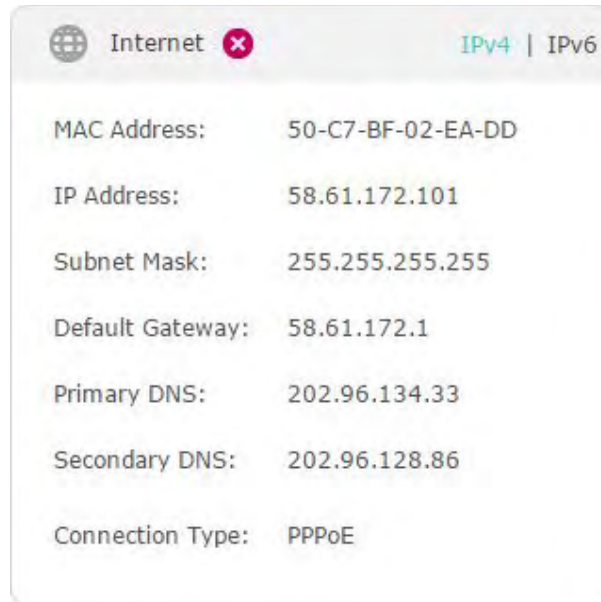 Internet IPv4 | IPv6
MAC Address: 50-C7-BF-02-EA-DD
IP Address: 58.61.172.101
Subnet Mask: 255.255.255.255
Default Gateway: 58.61.172.1
Primary DNS: 202.96.134.33
Secondary DNS: 202.96.128.86
Connection Type: PPPoE